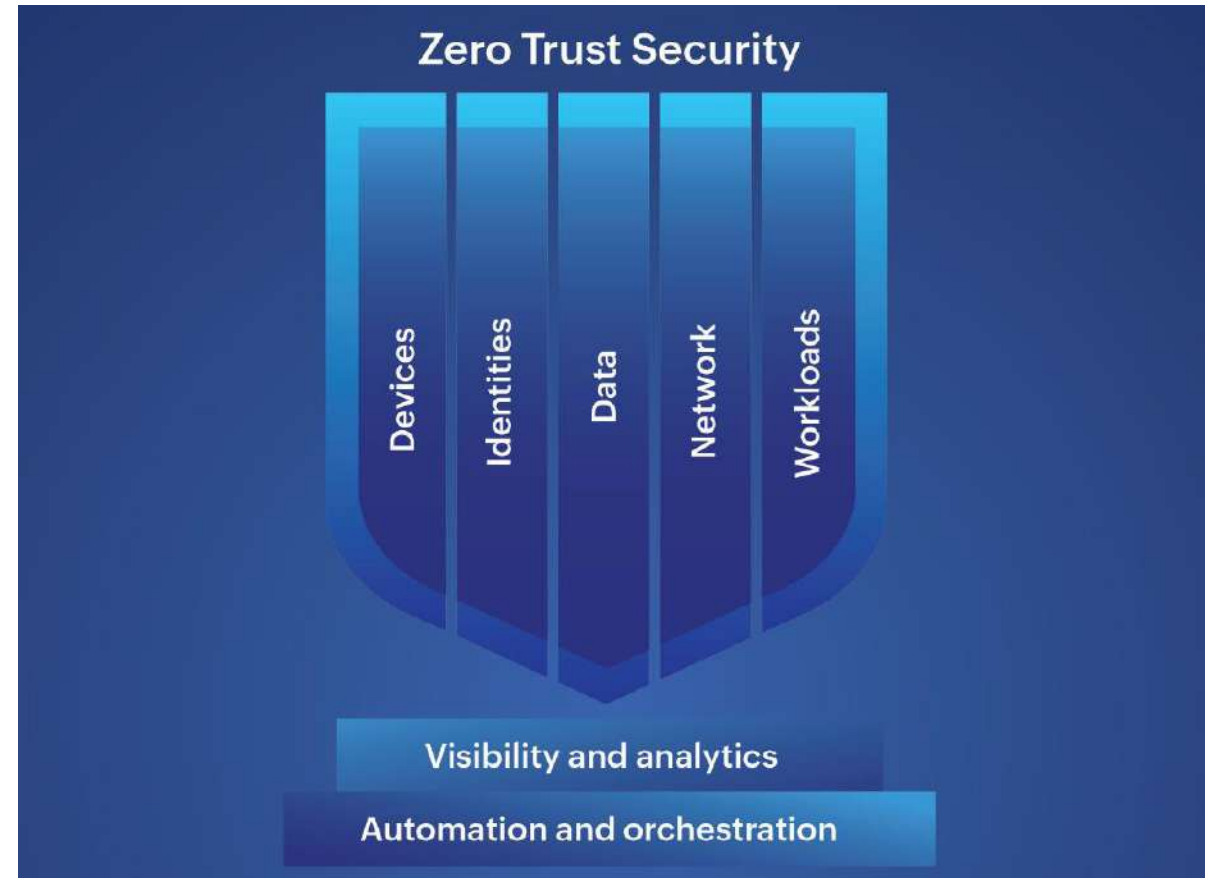 Zero Trust Security
Devices
Identities
Data
Network
Workloads
Visibility and analytics
Automation and orchestration